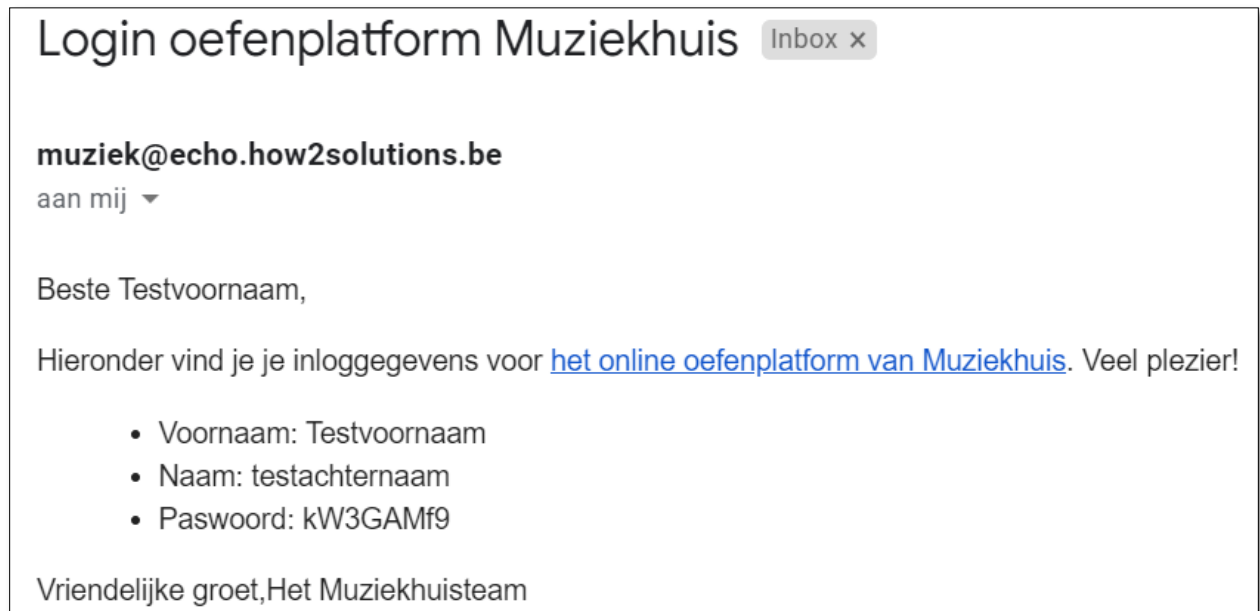 Login oefenplatform Muziekhuis Inbox ×
muziek@echo.how2solutions.be
aan mij
Beste Testvoornaam,
Hieronder vind je je inloggegevens voor het online oefenplatform van Muziekhuis. Veel plezier!
• Voornaam: Testvoornaam
• Naam: testachternaam
• Paswoord: kW3GAMf9
Vriendelijke groet,Het Muziekhuisteam